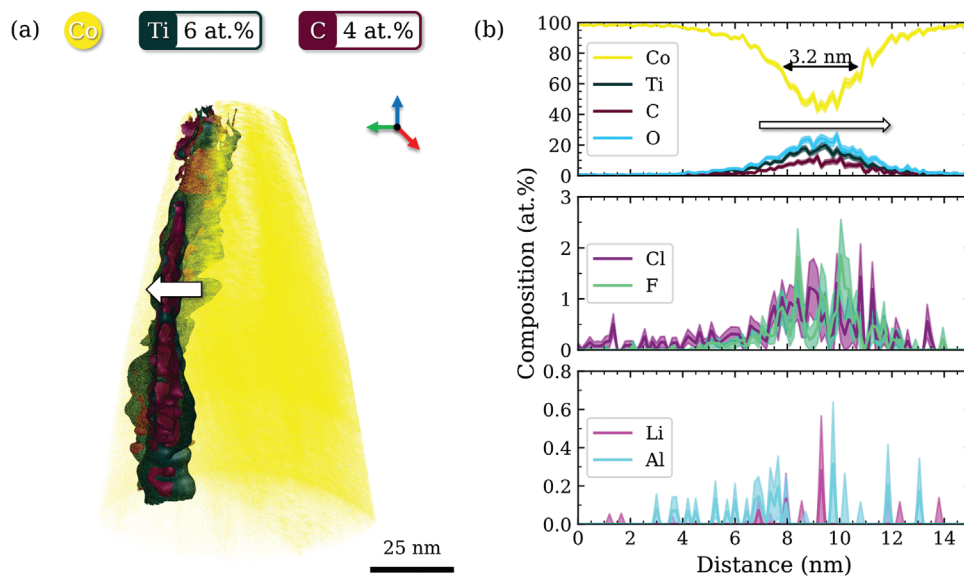 (a) Co Ti 6 at.% C 4 at.%
25 nm
(b)
Composition (at.%)
100
80
60
40
20
0
Co
Ti
C
O
3.2 nm
3
2
1
0
Cl
F
0.8
0.6
0.4
0.2
0.0
Li
Al
0 2 4 6 8 10 12 14
Distance (nm)